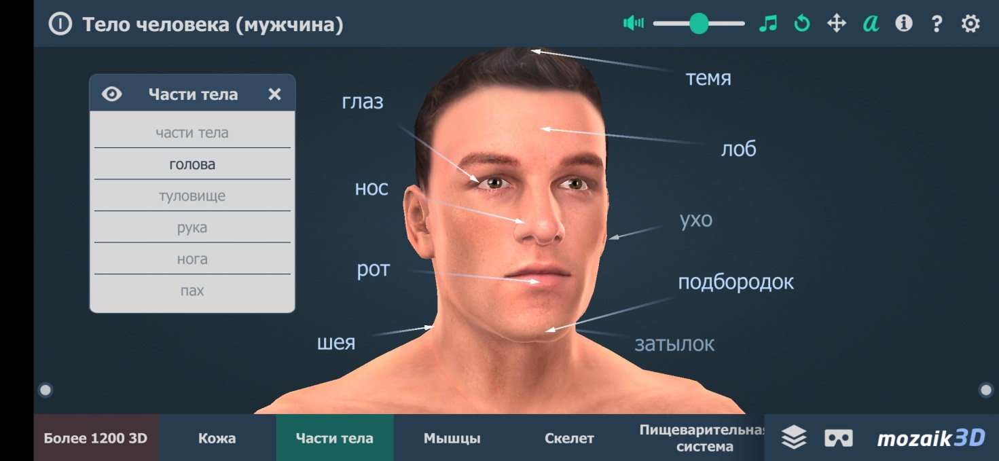 Тело человека (мужчина)
Части тела
части тела
голова
туловище
рука
нога
пах
темя
глаз
лоб
нос
ухо
рот
подбородок
шея
затылок
Более 1200 3D
Кожа
Части тела
Мышцы
Скелет
Пищеварительная
система
mozaik3D